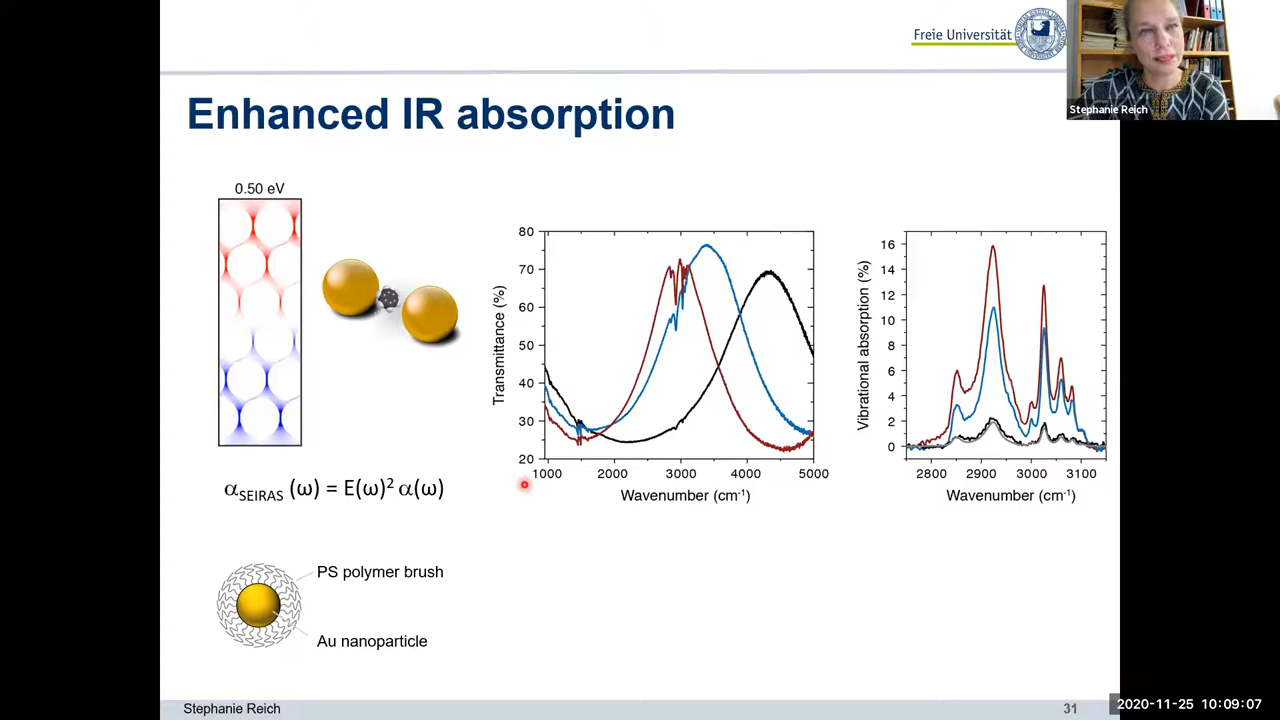 Freie Universität
Stephanie Reich
Enhanced IR absorption
0.50 eV
αSEIRAS (ω) = E(ω)² α(ω)
PS polymer brush
Au nanoparticle
Transmittance (%)
80
70
60
50
40
30
20
1000 2000 3000 4000 5000
Wavenumber (cm⁻¹)
Vibrational absorption (%)
16
14
12
10
8
6
4
2
0
2800 2900 3000 3100
Wavenumber (cm⁻¹)
Stephanie Reich
31
2020-11-25 10:09:07